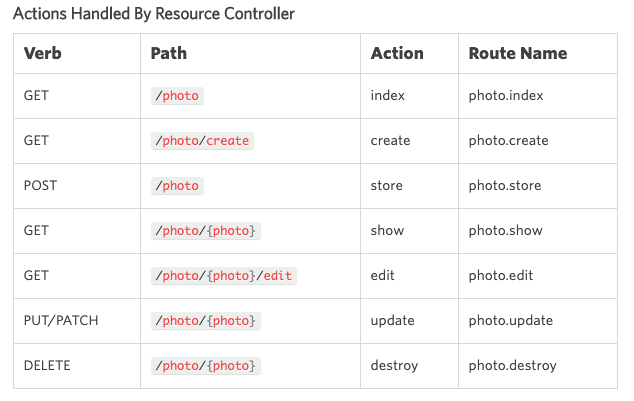 Actions Handled By Resource Controller
Verb Path Action Route Name
GET /photo index photo.index
GET /photo/create create photo.create
POST /photo store photo.store
GET /photo/{photo} show photo.show
GET /photo/{photo}/edit edit photo.edit
PUT/PATCH /photo/{photo} update photo.update
DELETE /photo/{photo} destroy photo.destroy